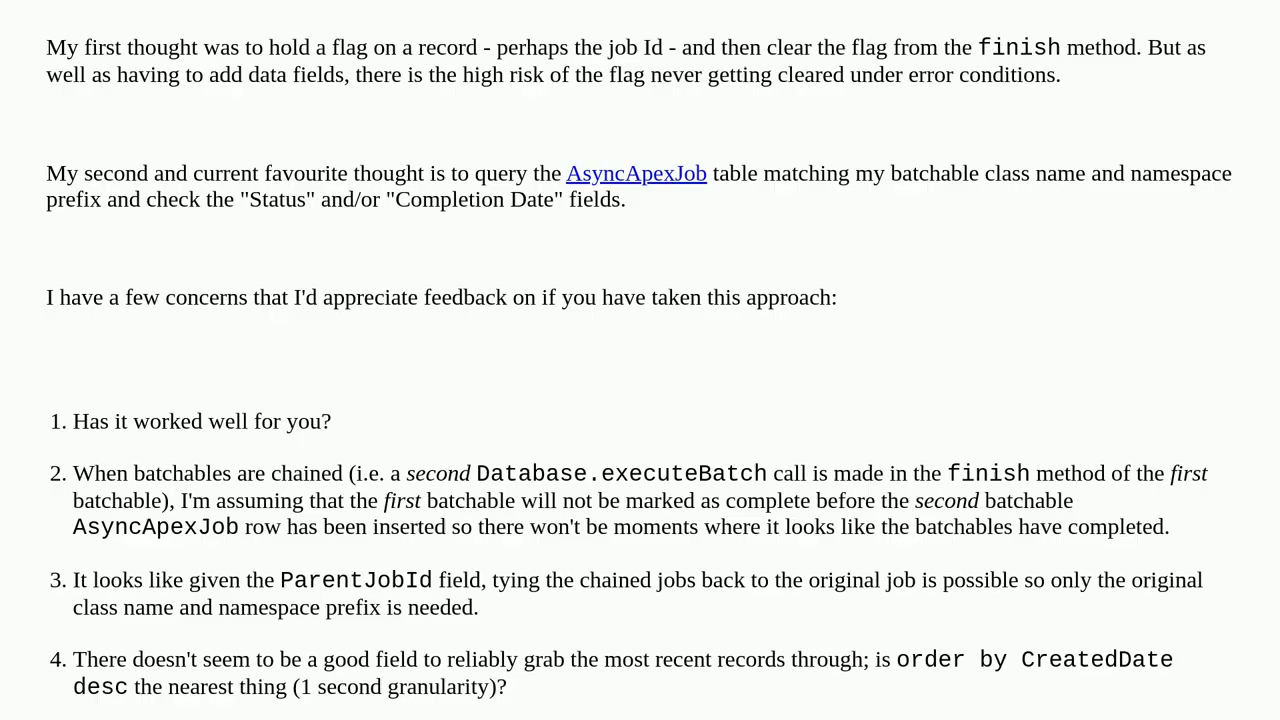 My first thought was to hold a flag on a record - perhaps the job Id - and then clear the flag from the finish method. But as
well as having to add data fields, there is the high risk of the flag never getting cleared under error conditions.
My second and current favourite thought is to query the AsyncApexJob table matching my batchable class name and namespace
prefix and check the "Status" and/or "Completion Date" fields.
I have a few concerns that I'd appreciate feedback on if you have taken this approach:
1. Has it worked well for you?
2. When batchables are chained (i.e. a second Database.executeBatch call is made in the finish method of the first
batchable), I'm assuming that the first batchable will not be marked as complete before the second batchable
AsyncApexJob row has been inserted so there won't be moments where it looks like the batchables have completed.
3. It looks like given the ParentJobId field, tying the chained jobs back to the original job is possible so only the original
class name and namespace prefix is needed.
4. There doesn't seem to be a good field to reliably grab the most recent records through; is order by CreatedDate
desc the nearest thing (1 second granularity)?